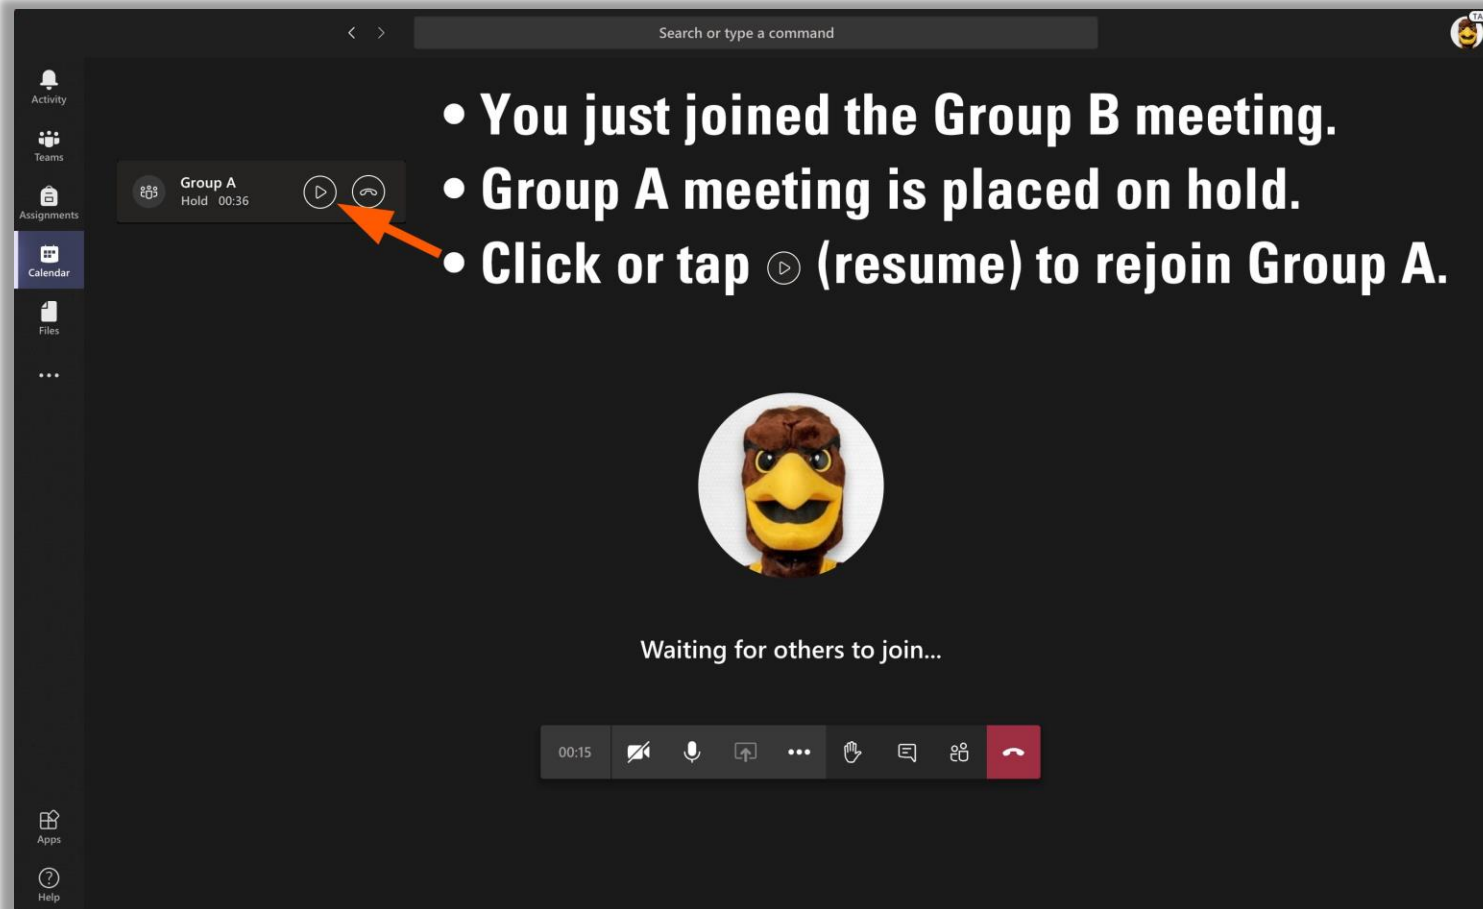 Search or type a command
TA
Activity
Teams
Assignments
Calendar
Files
Apps
Help
Group A
Hold 00:36
• You just joined the Group B meeting.
• Group A meeting is placed on hold.
• Click or tap (resume) to rejoin Group A.
Waiting for others to join...
00:15